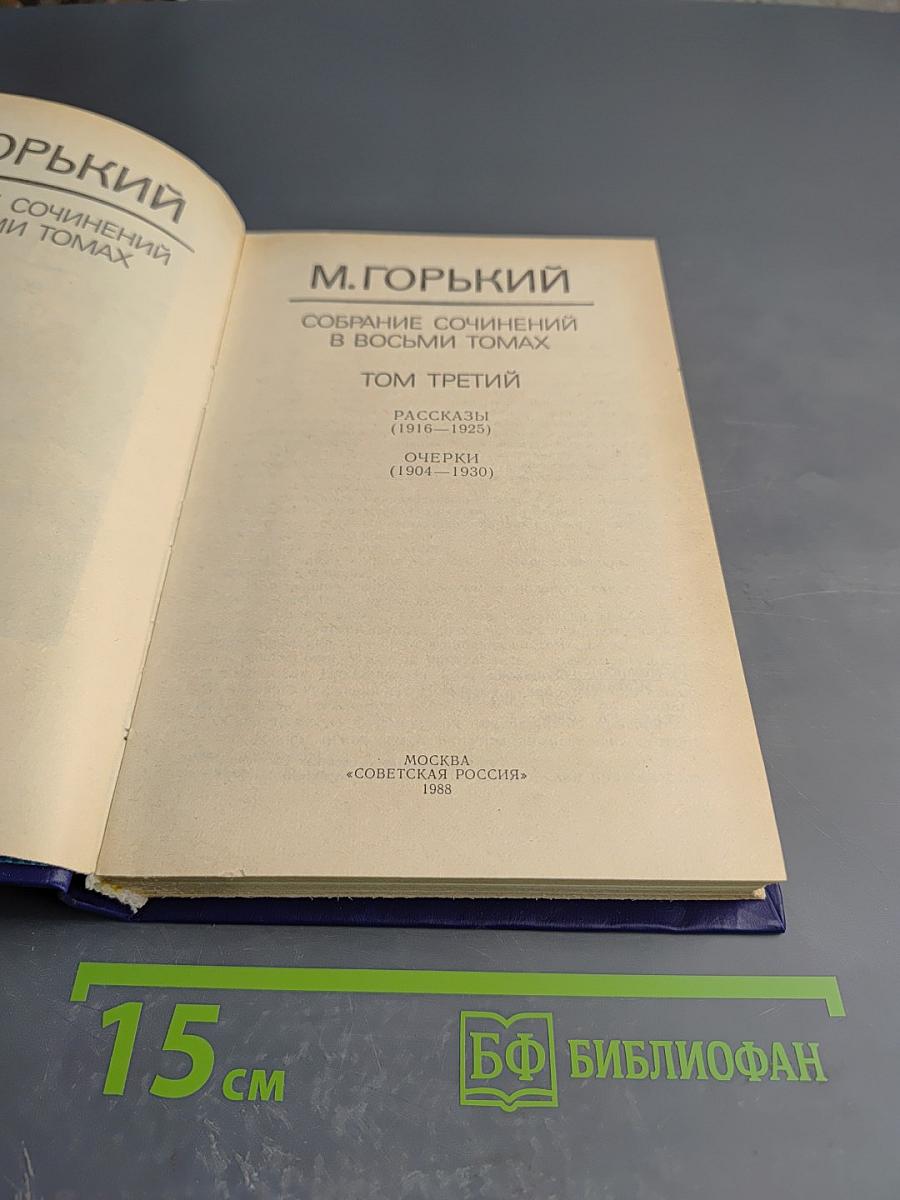 ОРЬКИЙ
СОЧИНЕНИЙ
МИ ТОМАХ
М.ГОРЬКИЙ
СОБРАНИЕ СОЧИНЕНИЙ
В ВОСЬМИ ТОМАХ
ТОМ ТРЕТИЙ
РАССКАЗЫ
(1916—1925)
ОЧЕРКИ
(1904—1930)
МОСКВА
«СОВЕТСКАЯ РОССИЯ»
1988
15 см
БФ БИБЛИОФАН